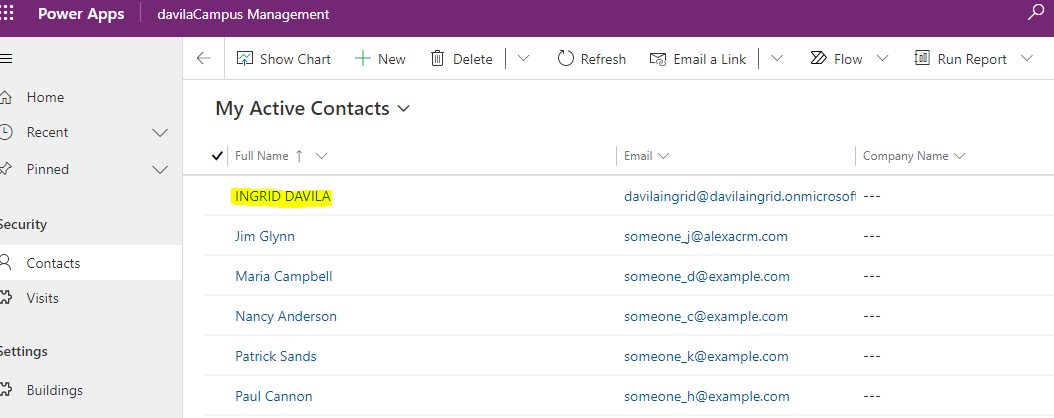 Power Apps davilaCampus Management
Show Chart New Delete Refresh Email a Link Flow Run Report
Home
Recent
Pinned
Security
Contacts
Visits
Settings
Buildings
My Active Contacts
Full Name Email Company Name
INGRID DAVILA davilaingrid@davilaingrid.onmicrosoft ---
Jim Glynn someone_j@alexacrm.com ---
Maria Campbell someone_d@example.com ---
Nancy Anderson someone_c@example.com ---
Patrick Sands someone_k@example.com ---
Paul Cannon someone_h@example.com ---